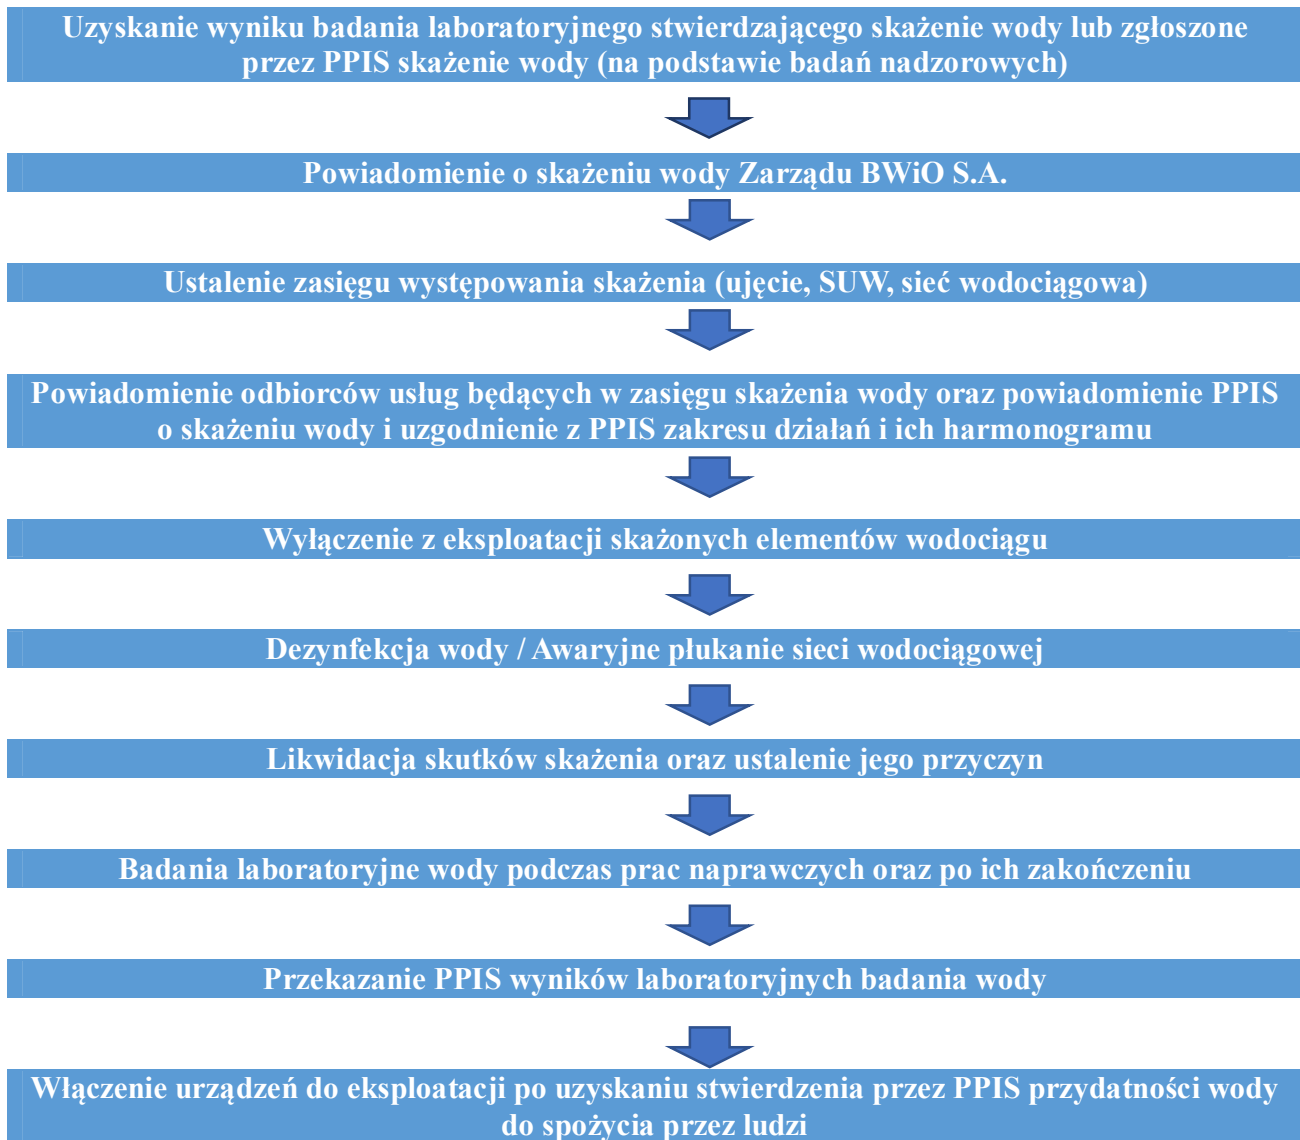 Uzyskanie wyniku badania laboratoryjnego stwierdzającego skażenie wody lub zgłoszone
przez PPIS skażenie wody (na podstawie badań nadzorowych)
Powiadomienie o skażeniu wody Zarządu BWiO S.A.
Ustalenie zasięgu występowania skażenia (ujęcie, SUW, sieć wodociągowa)
Powiadomienie odbiorców usług będących w zasięgu skażenia wody oraz powiadomienie PPIS
o skażeniu wody i uzgodnienie z PPIS zakresu działań i ich harmonogramu
Wyłączenie z eksploatacji skażonych elementów wodociągu
Dezynfekcja wody / Awaryjne płukanie sieci wodociągowej
Likwidacja skutków skażenia oraz ustalenie jego przyczyn
Badania laboratoryjne wody podczas prac naprawczych oraz po ich zakończeniu
Przekazanie PPIS wyników laboratoryjnych badania wody
Włączenie urządzeń do eksploatacji po uzyskaniu stwierdzenia przez PPIS przydatności wody
do spożycia przez ludzi